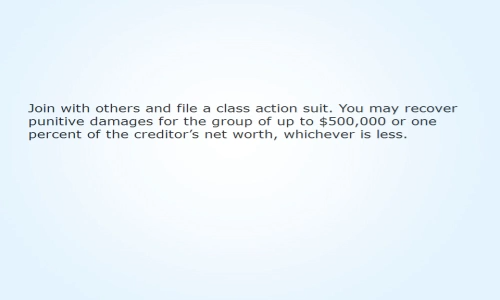 Join with others and file a class action suit. You may recover
punitive damages for the group of up to $500,000 or one
percent of the creditor’s net worth, whichever is less.